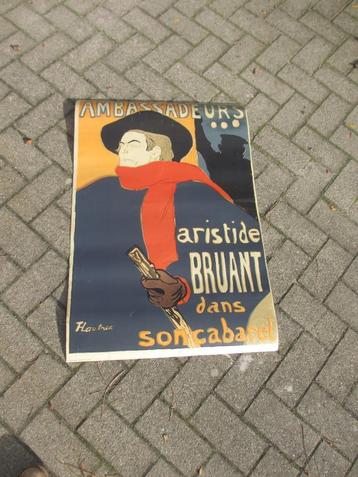 AMBASSADEURS...
aristide
BRUANT
dans
son cabaret
HLautrec